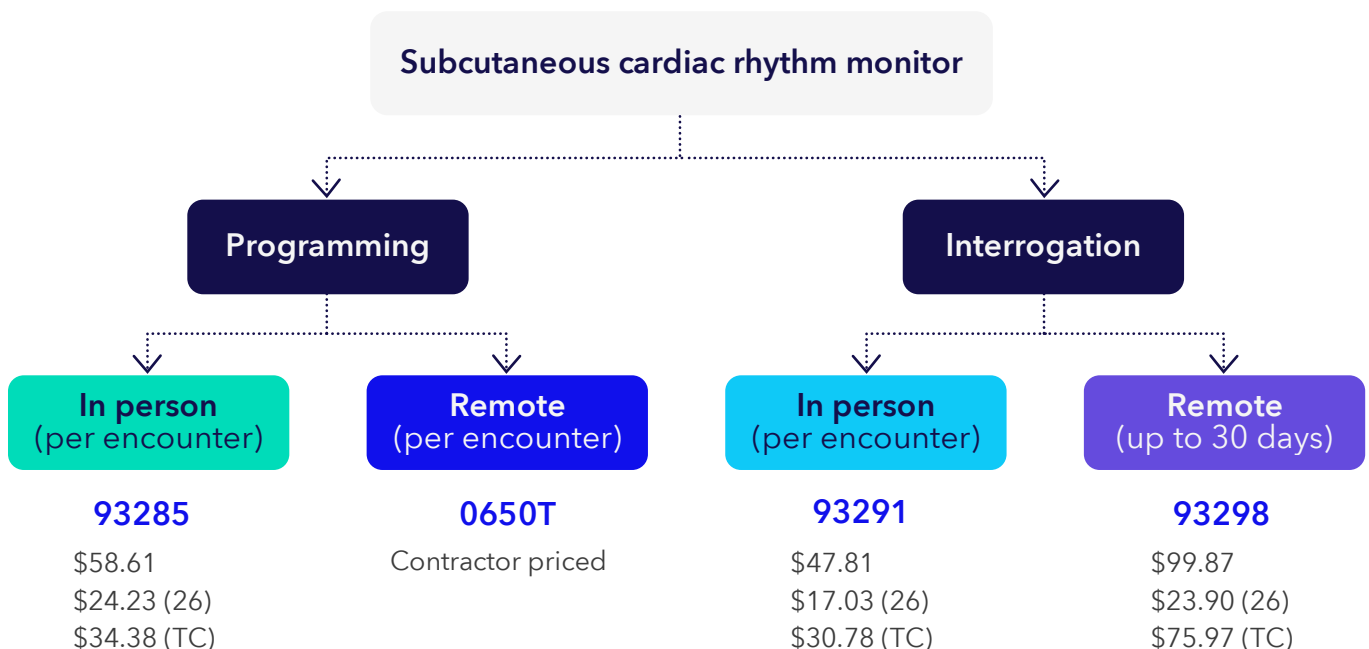 Subcutaneous cardiac rhythm monitor
Programming
Interrogation
In person
(per encounter)
Remote
(per encounter)
In person
(per encounter)
Remote
(up to 30 days)
93285
$58.61
$24.23 (26)
$34.38 (TC)
0650T
Contractor priced
93291
$47.81
$17.03 (26)
$30.78 (TC)
93298
$99.87
$23.90 (26)
$75.97 (TC)